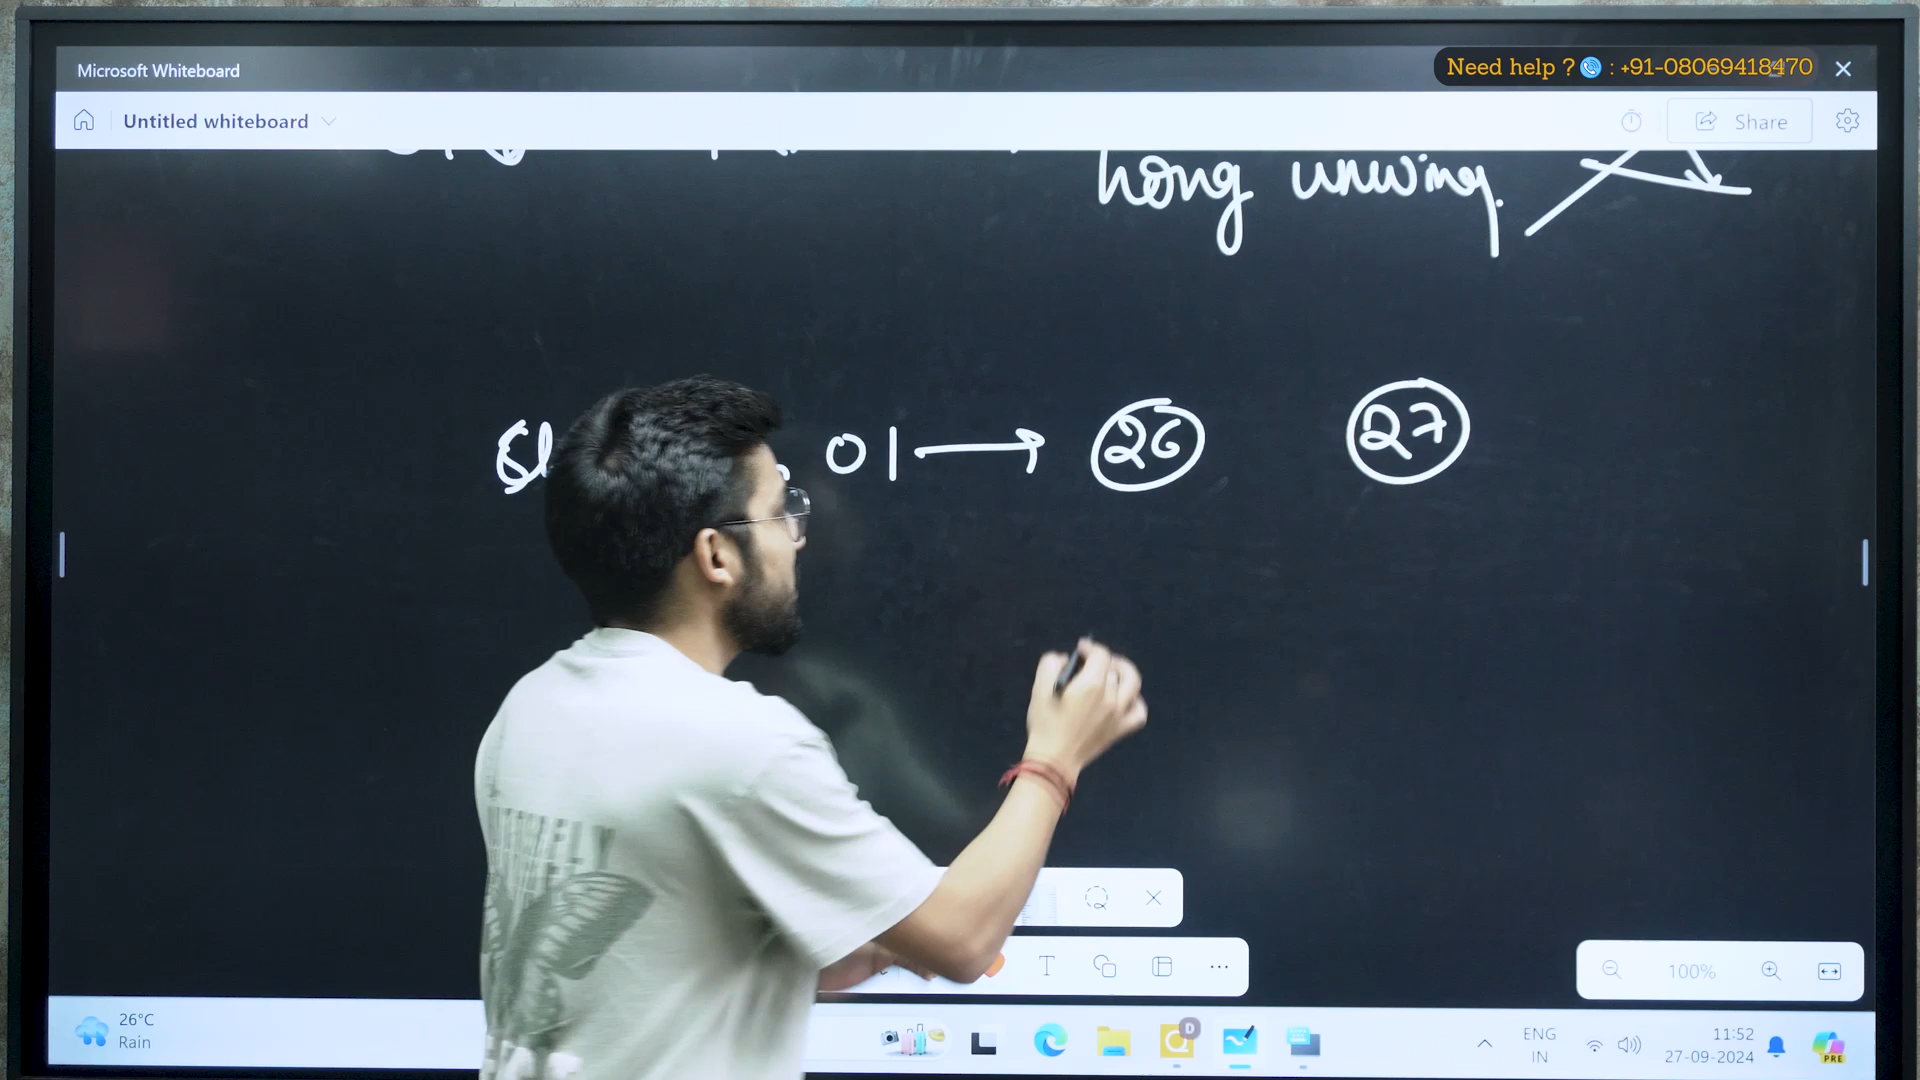 Microsoft Whiteboard
Need help ? : +91-08069418470
Untitled whiteboard
Share
hong unwing.
01 → 26 27
T
100%
26°C
Rain
D
ENG
IN
11:52
27-09-2024
PRE